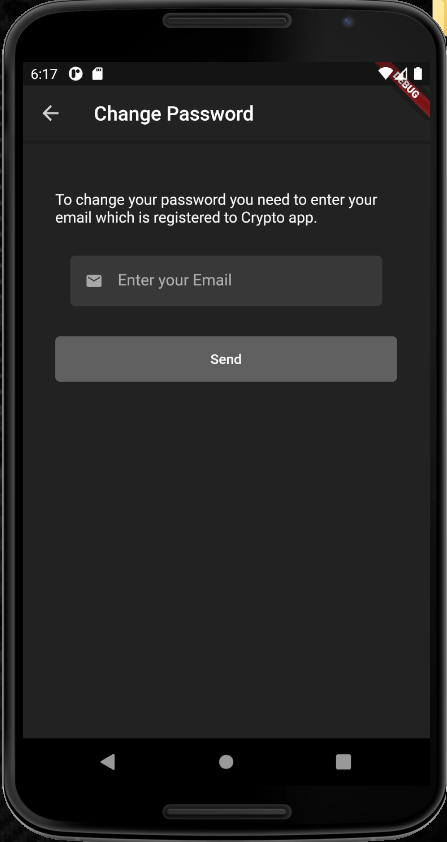 6:17
DEBUG
Change Password
To change your password you need to enter your
email which is registered to Crypto app.
Enter your Email
Send